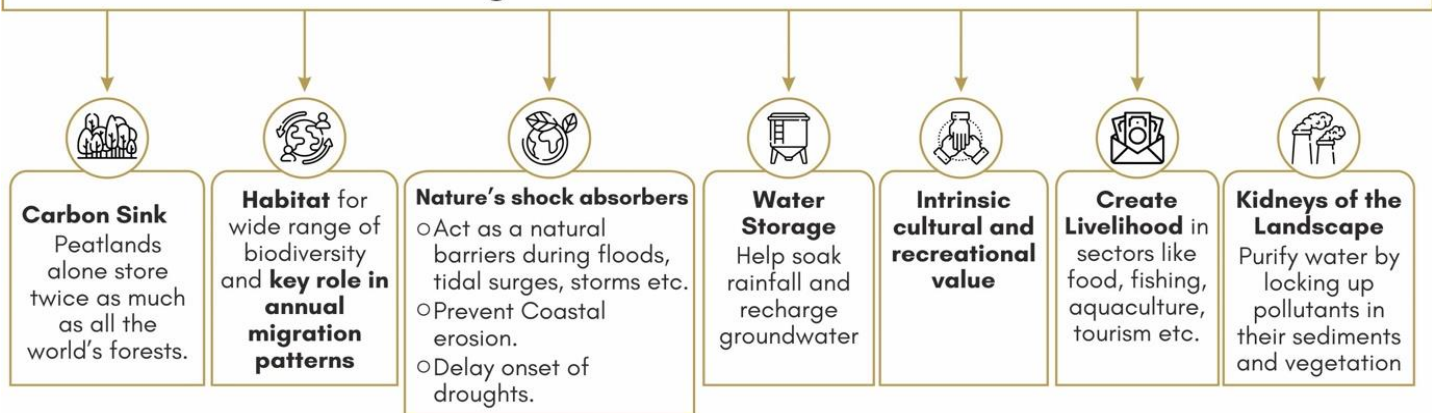 Carbon Sink
Peatlands
alone store
twice as much
as all the
world's forests.
Habitat for
wide range of
biodiversity
and key role in
annual
migration
patterns
Nature's shock absorbers
○Act as a natural
barriers during floods,
tidal surges, storms etc.
○Prevent Coastal
erosion.
○Delay onset of
droughts.
Water
Storage
Help soak
rainfall and
recharge
groundwater
Intrinsic
cultural and
recreational
value
Create
Livelihood in
sectors like
food, fishing,
aquaculture,
tourism etc.
Kidneys of the
Landscape
Purify water by
locking up
pollutants in
their sediments
and vegetation